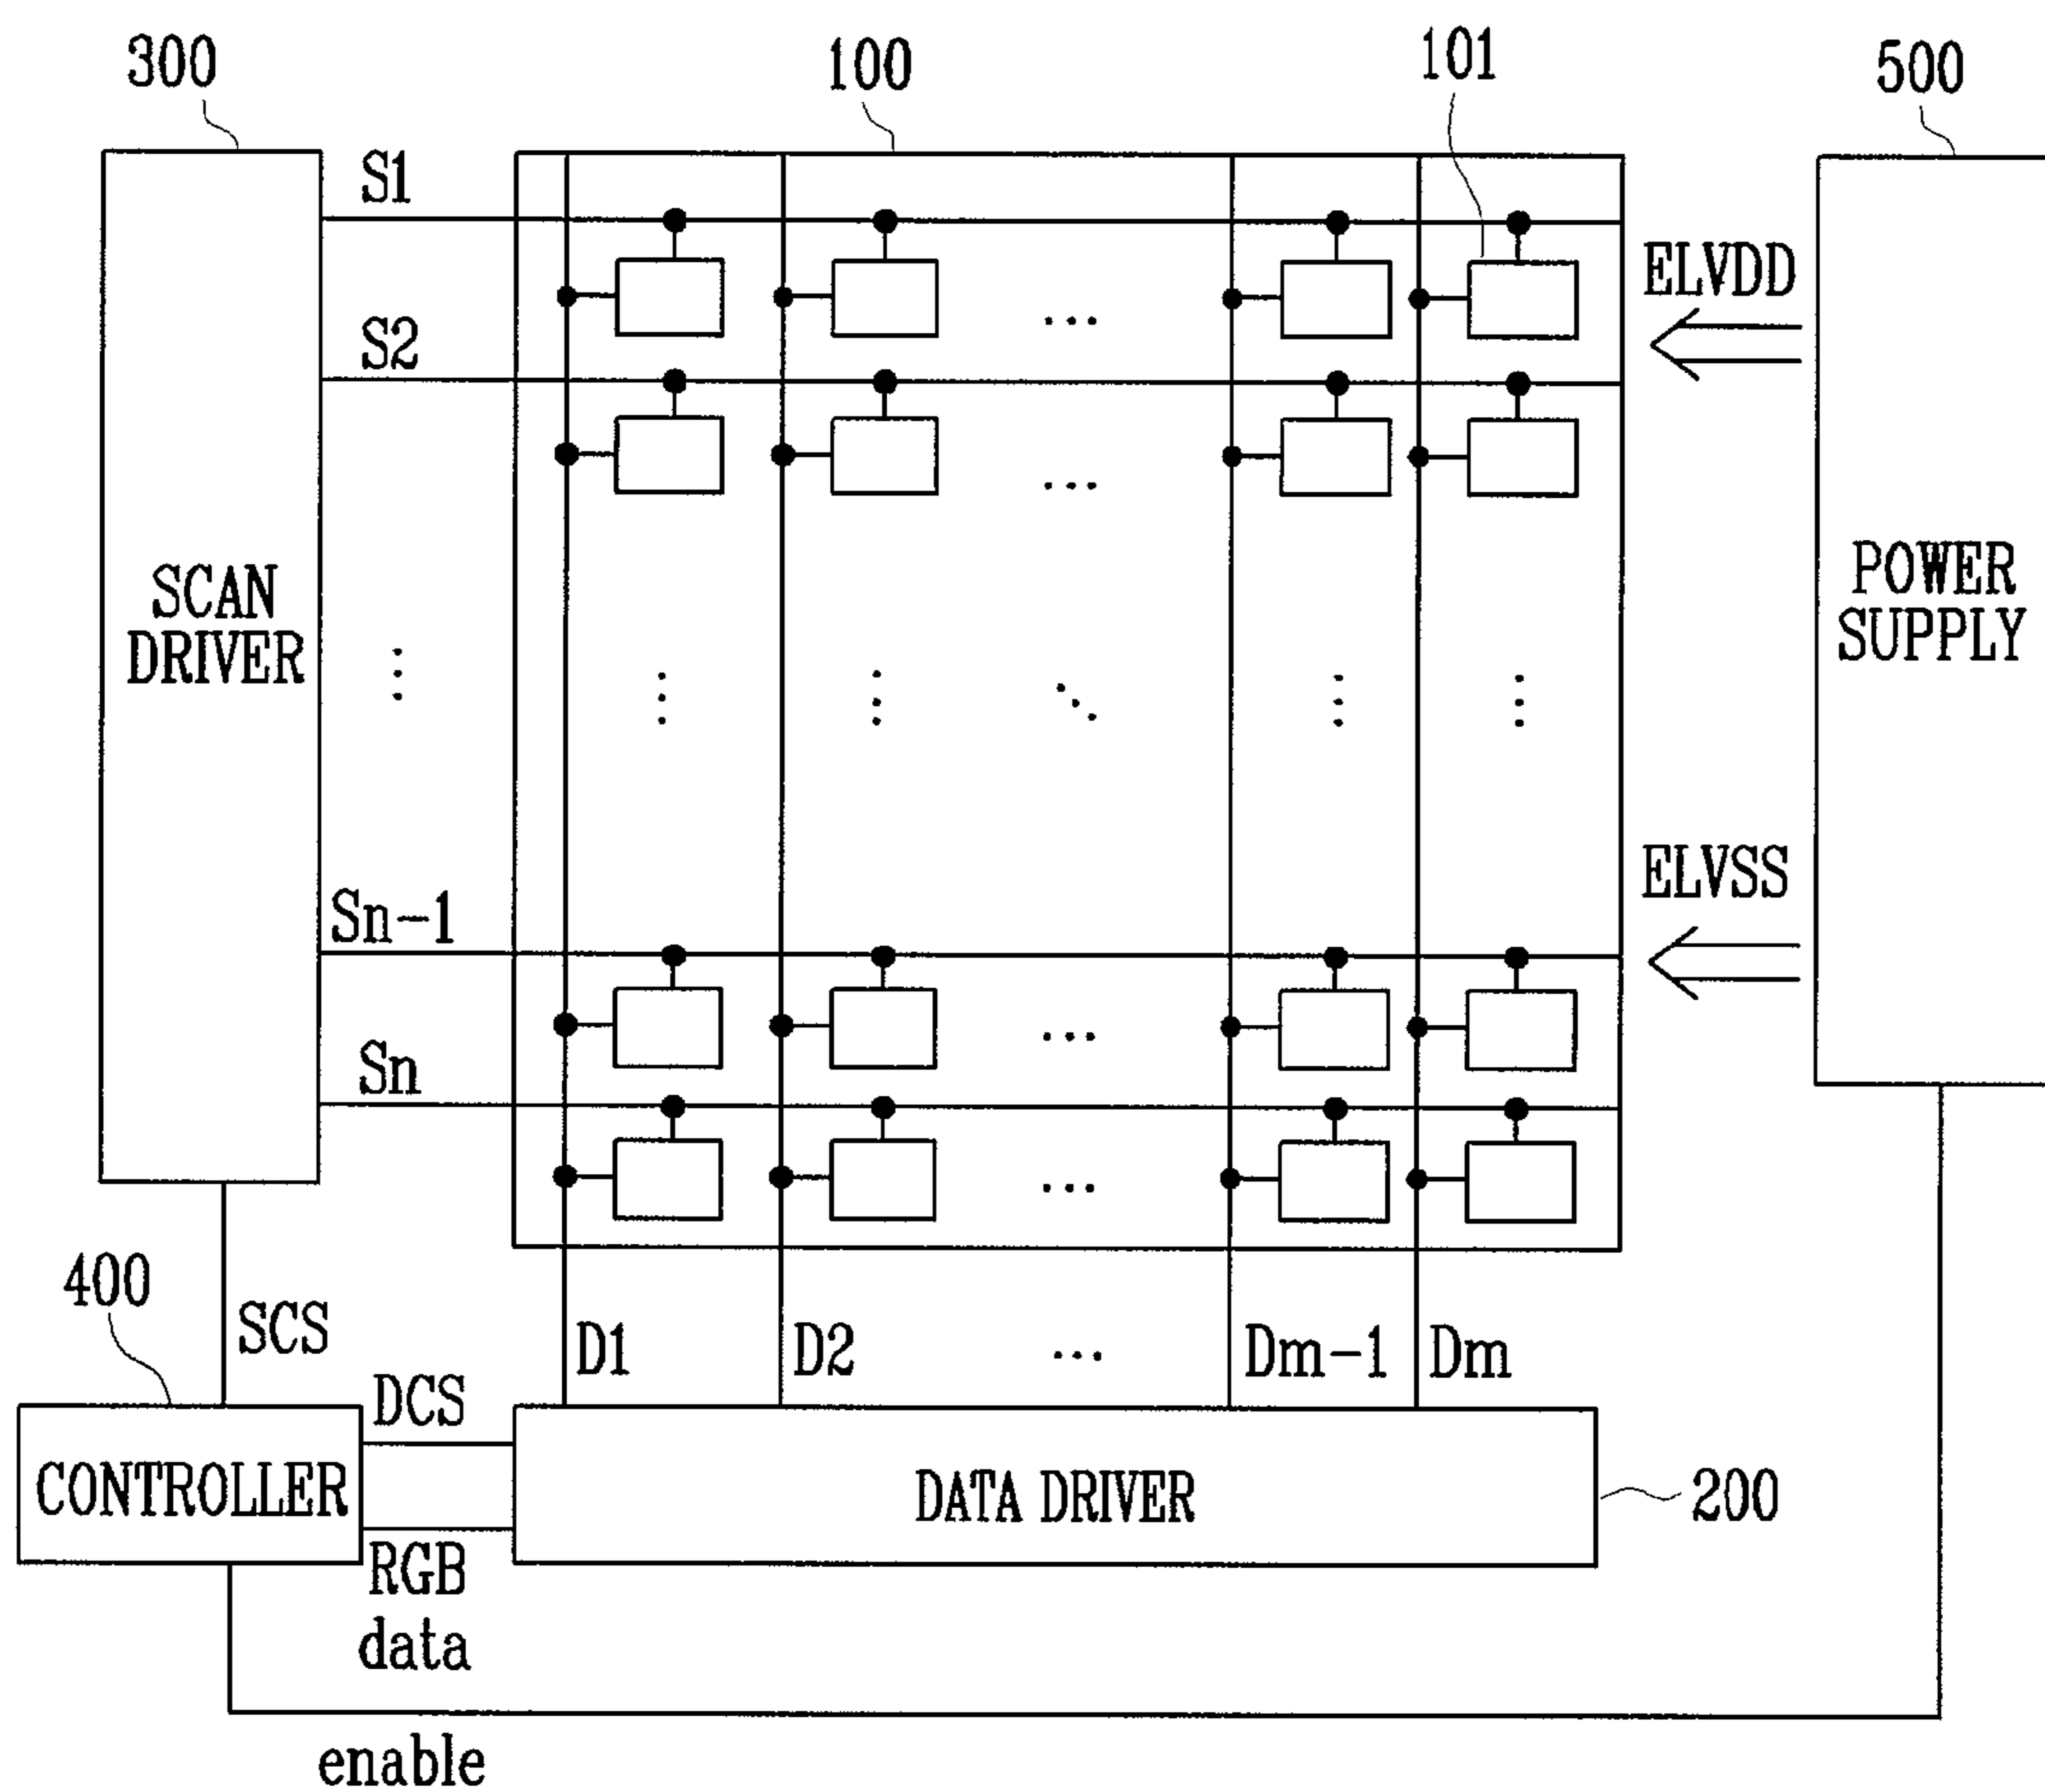 300
100
101
500
S1
ELVDD
S2
SCAN
DRIVER
POWER
SUPPLY
ELVSS
Sn-1
Sn
400
SCS
D1
D2
...
Dm-1
Dm
DCS
CONTROLLER
DATA DRIVER
200
RGB
data
enable